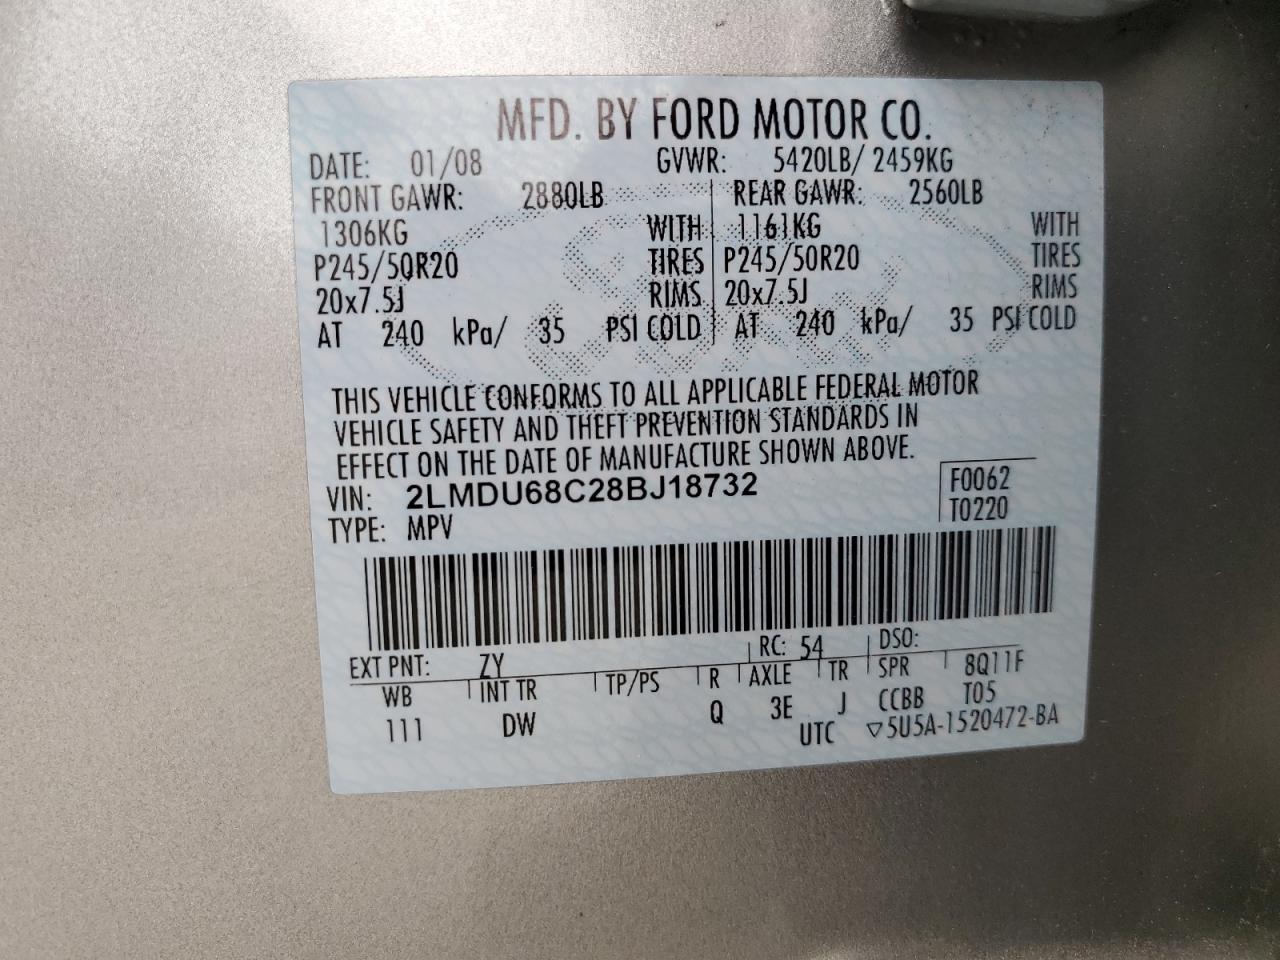 MFD. BY FORD MOTOR CO.
DATE: 01/08 GVWR: 5420LB/ 2459KG
FRONT GAWR: 2880LB REAR GAWR: 2560LB
1306KG WITH 1161KG WITH
P245/50R20 TIRES P245/50R20 TIRES
20x7.5J RIMS 20x7.5J RIMS
AT 240 kPa/ 35 PSI COLD AT 240 kPa/ 35 PSI COLD
THIS VEHICLE CONFORMS TO ALL APPLICABLE FEDERAL MOTOR
VEHICLE SAFETY AND THEFT PREVENTION STANDARDS IN
EFFECT ON THE DATE OF MANUFACTURE SHOWN ABOVE.
VIN: 2LMDU68C28BJ18732 F0062
TYPE: MPV T0220
EXT PNT: ZY RC: 54 DSO:
WB INT TR TP/PS R AXLE TR SPR 8Q11F
111 DW Q 3E J CCBB T05
UTC ▽5U5A-1520472-BA